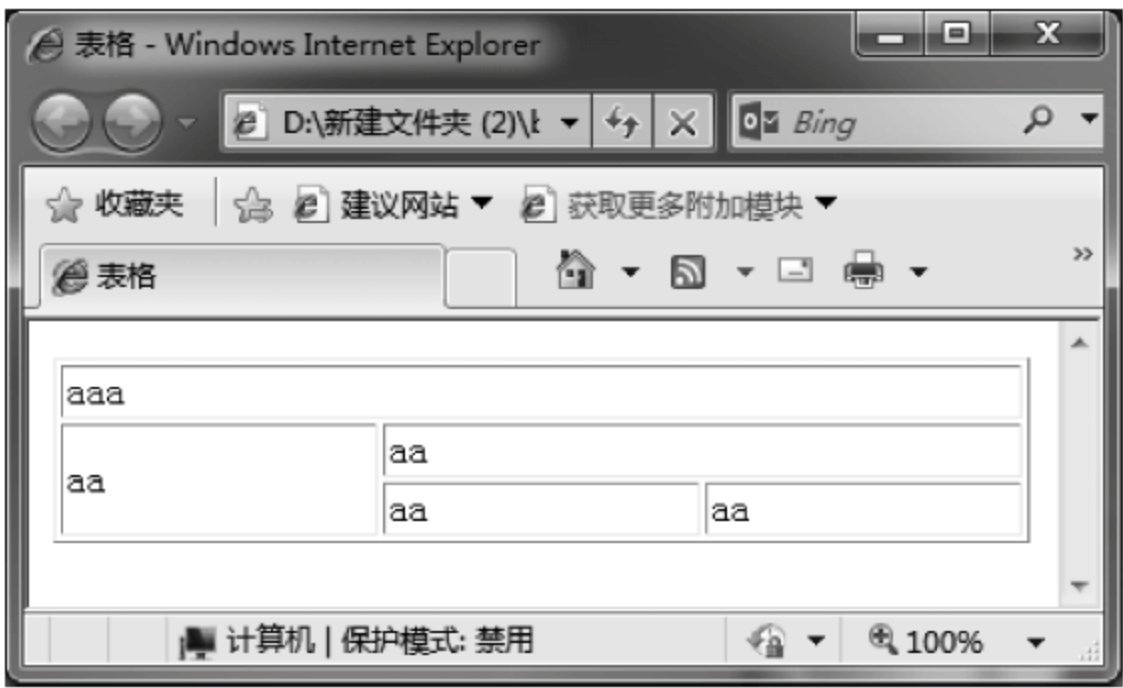 表格 - Windows Internet Explorer
D:\新建文件夹 (2)\ Bing
收藏夹 建议网站 获取更多附加模块
表格 »
aaa
aa
aa
aa aa
计算机 | 保护模式: 禁用 100%